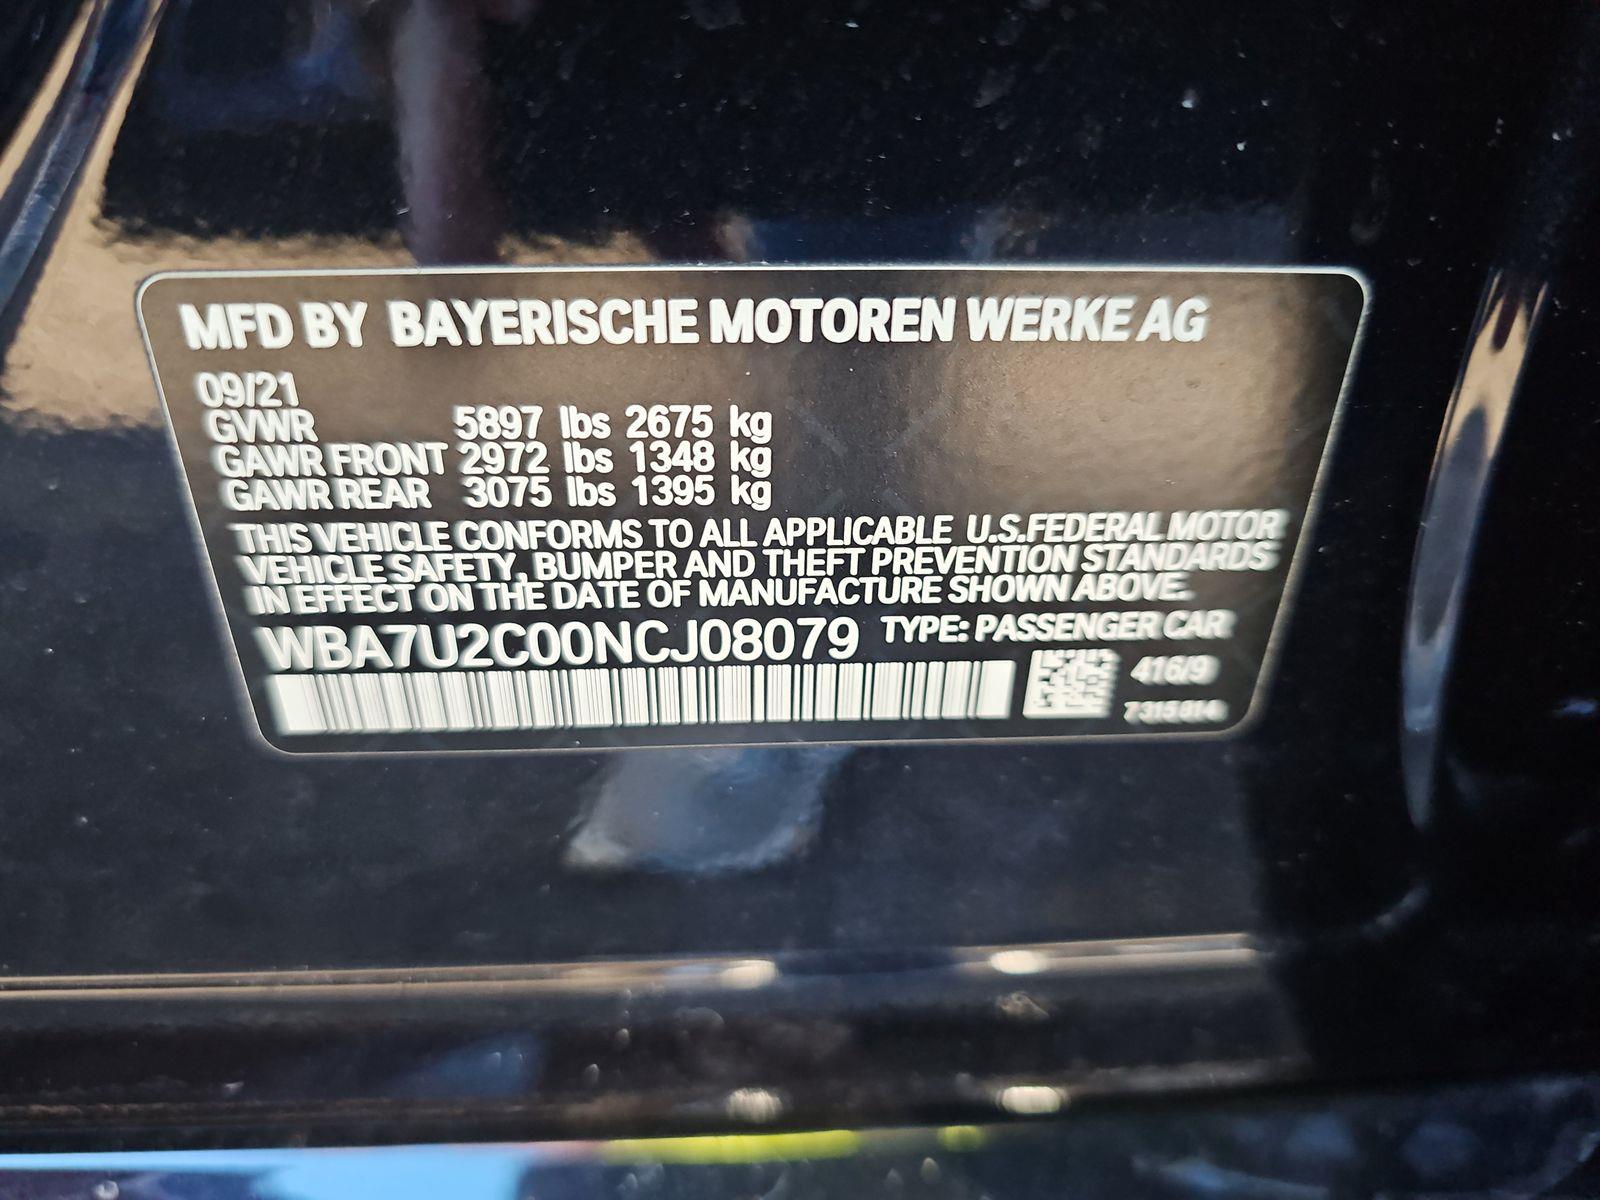 MFD BY BAYERISCHE MOTOREN WERKE AG
09/21
GVWR 5897 lbs 2675 kg
GAWR FRONT 2972 lbs 1348 kg
GAWR REAR 3075 lbs 1395 kg
THIS VEHICLE CONFORMS TO ALL APPLICABLE U.S.FEDERAL MOTOR
VEHICLE SAFETY, BUMPER AND THEFT PREVENTION STANDARDS
IN EFFECT ON THE DATE OF MANUFACTURE SHOWN ABOVE.
WBA7U2C00NCJ08079 TYPE: PASSENGER CAR
416/9
7315814